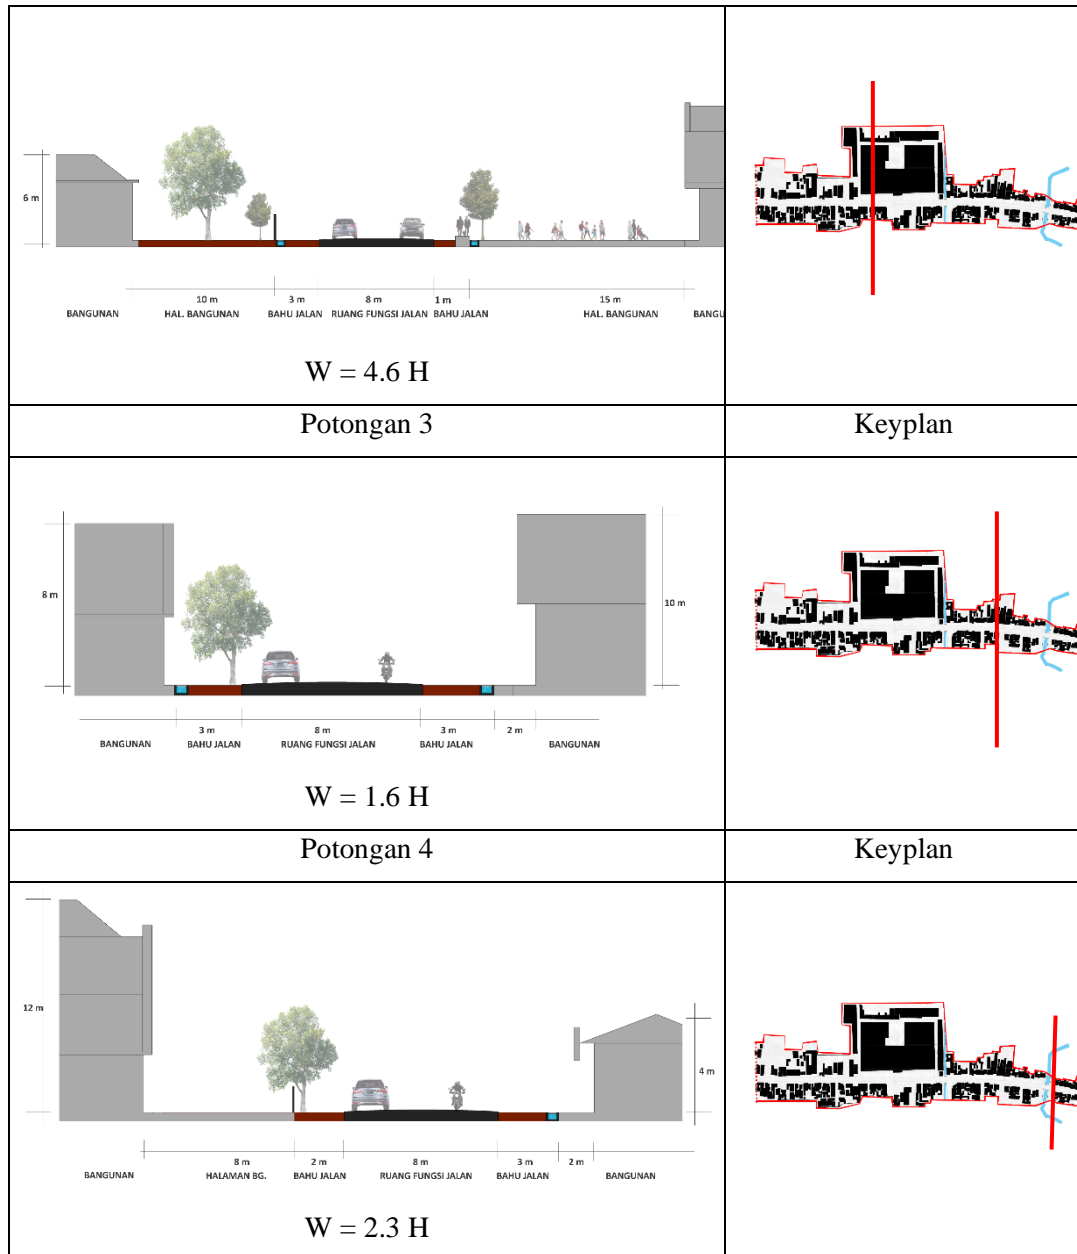 6 m
10 m
3 m
8 m
1 m
15 m
BANGUNAN
HAL. BANGUNAN
BAHU JALAN
RUANG FUNGSI JALAN
BAHU JALAN
HAL. BANGUNAN
BANGU
W = 4.6 H
Potongan 3
Keyplan
8 m
10 m
3 m
8 m
3 m
2 m
BANGUNAN
BAHU JALAN
RUANG FUNGSI JALAN
BAHU JALAN
BANGUNAN
W = 1.6 H
Potongan 4
Keyplan
12 m
4 m
8 m
2 m
8 m
3 m
2 m
BANGUNAN
HALAMAN BG.
BAHU JALAN
RUANG FUNGSI JALAN
BAHU JALAN
BANGUNAN
W = 2.3 H